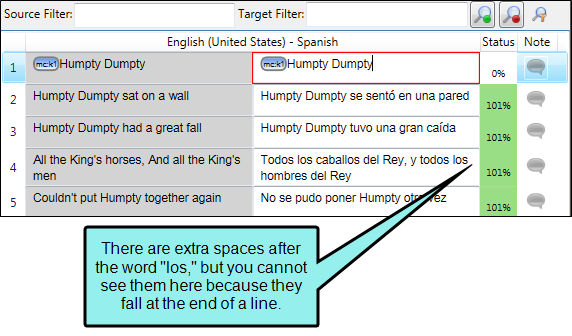 Source Filter: Target Filter:
English (United States) - Spanish Status Note
1 mc:k1 Humpty Dumpty mc:k1 Humpty Dumpty 0%
2 Humpty Dumpty sat on a wall Humpty Dumpty se sentó en una pared 101%
3 Humpty Dumpty had a great fall Humpty Dumpty tuvo una gran caída 101%
4 All the King's horses, And all the King's Todos los caballos del Rey, y todos los
men hombres del Rey 101%
5 Couldn't put Humpty together again No se pudo poner Humpty otra vez 101%
There are extra spaces after
the word "los," but you cannot
see them here because they
fall at the end of a line.